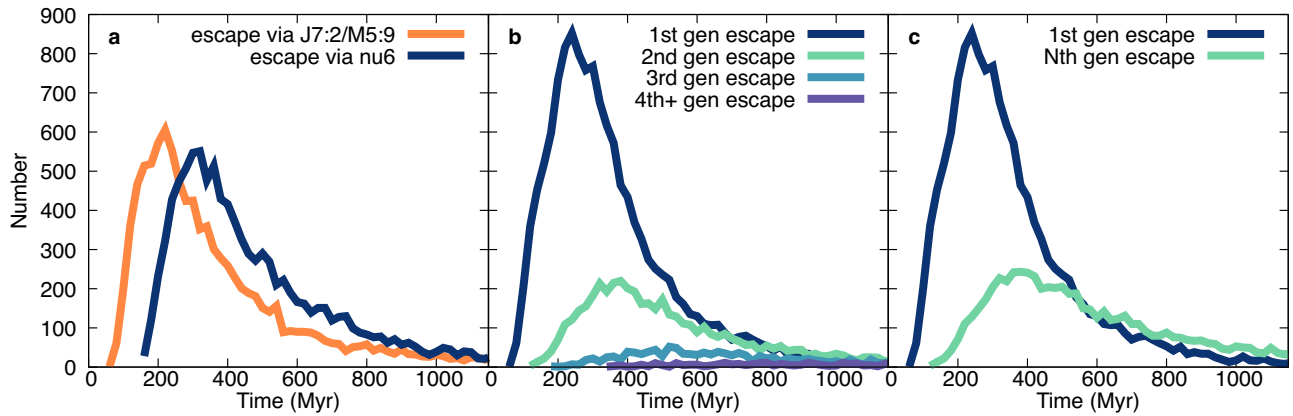 900
800
700
600
500
400
300
200
100
0
Number
a
escape via J7:2/M5:9
escape via nu6
0 200 400 600 800 1000
Time (Myr)
b
1st gen escape
2nd gen escape
3rd gen escape
4th+ gen escape
0 200 400 600 800 1000
Time (Myr)
c
1st gen escape
Nth gen escape
0 200 400 600 800 1000
Time (Myr)